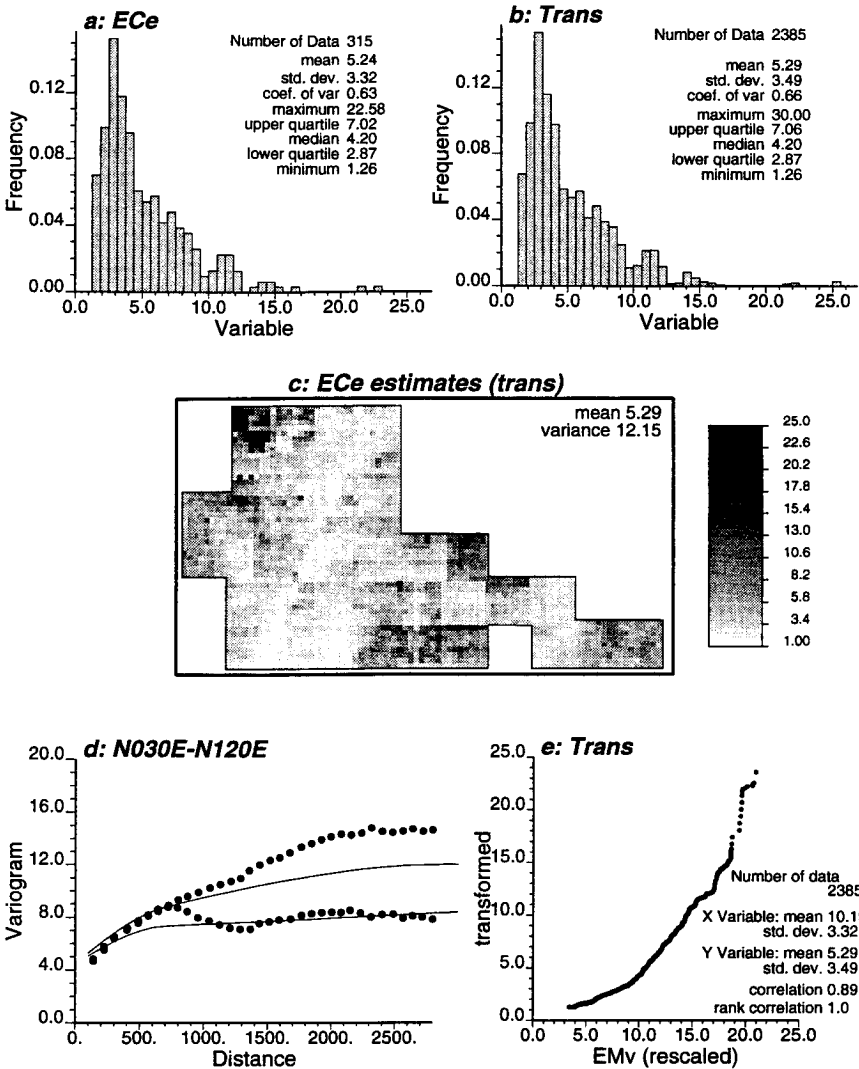 a: ECe
Number of Data 315
mean 5.24
std. dev. 3.32
coef. of var 0.63
maximum 22.58
upper quartile 7.02
median 4.20
lower quartile 2.87
minimum 1.26
Frequency
0.12
0.08
0.04
0.00
0.0 5.0 10.0 15.0 20.0 25.0
Variable
b: Trans
Number of Data 2385
mean 5.29
std. dev. 3.49
coef. of var 0.66
maximum 30.00
upper quartile 7.06
median 4.20
lower quartile 2.87
minimum 1.26
Frequency
0.12
0.08
0.04
0.00
0.0 5.0 10.0 15.0 20.0 25.0
Variable
c: ECe estimates (trans)
mean 5.29
variance 12.15
25.0
22.6
20.2
17.8
15.4
13.0
10.6
8.2
5.8
3.4
1.00
d: N030E-N120E
Variogram
20.0
16.0
12.0
8.0
4.0
0.0
0. 500. 1000. 1500. 2000. 2500.
Distance
e: Trans
transformed
25.0
20.0
15.0
10.0
5.0
0.0
Number of data
2385
X Variable: mean 10.1
std. dev. 3.32
Y Variable: mean 5.29
std. dev. 3.49
correlation 0.89
rank correlation 1.0
0.0 5.0 10.0 15.0 20.0 25.0
EMv (rescaled)